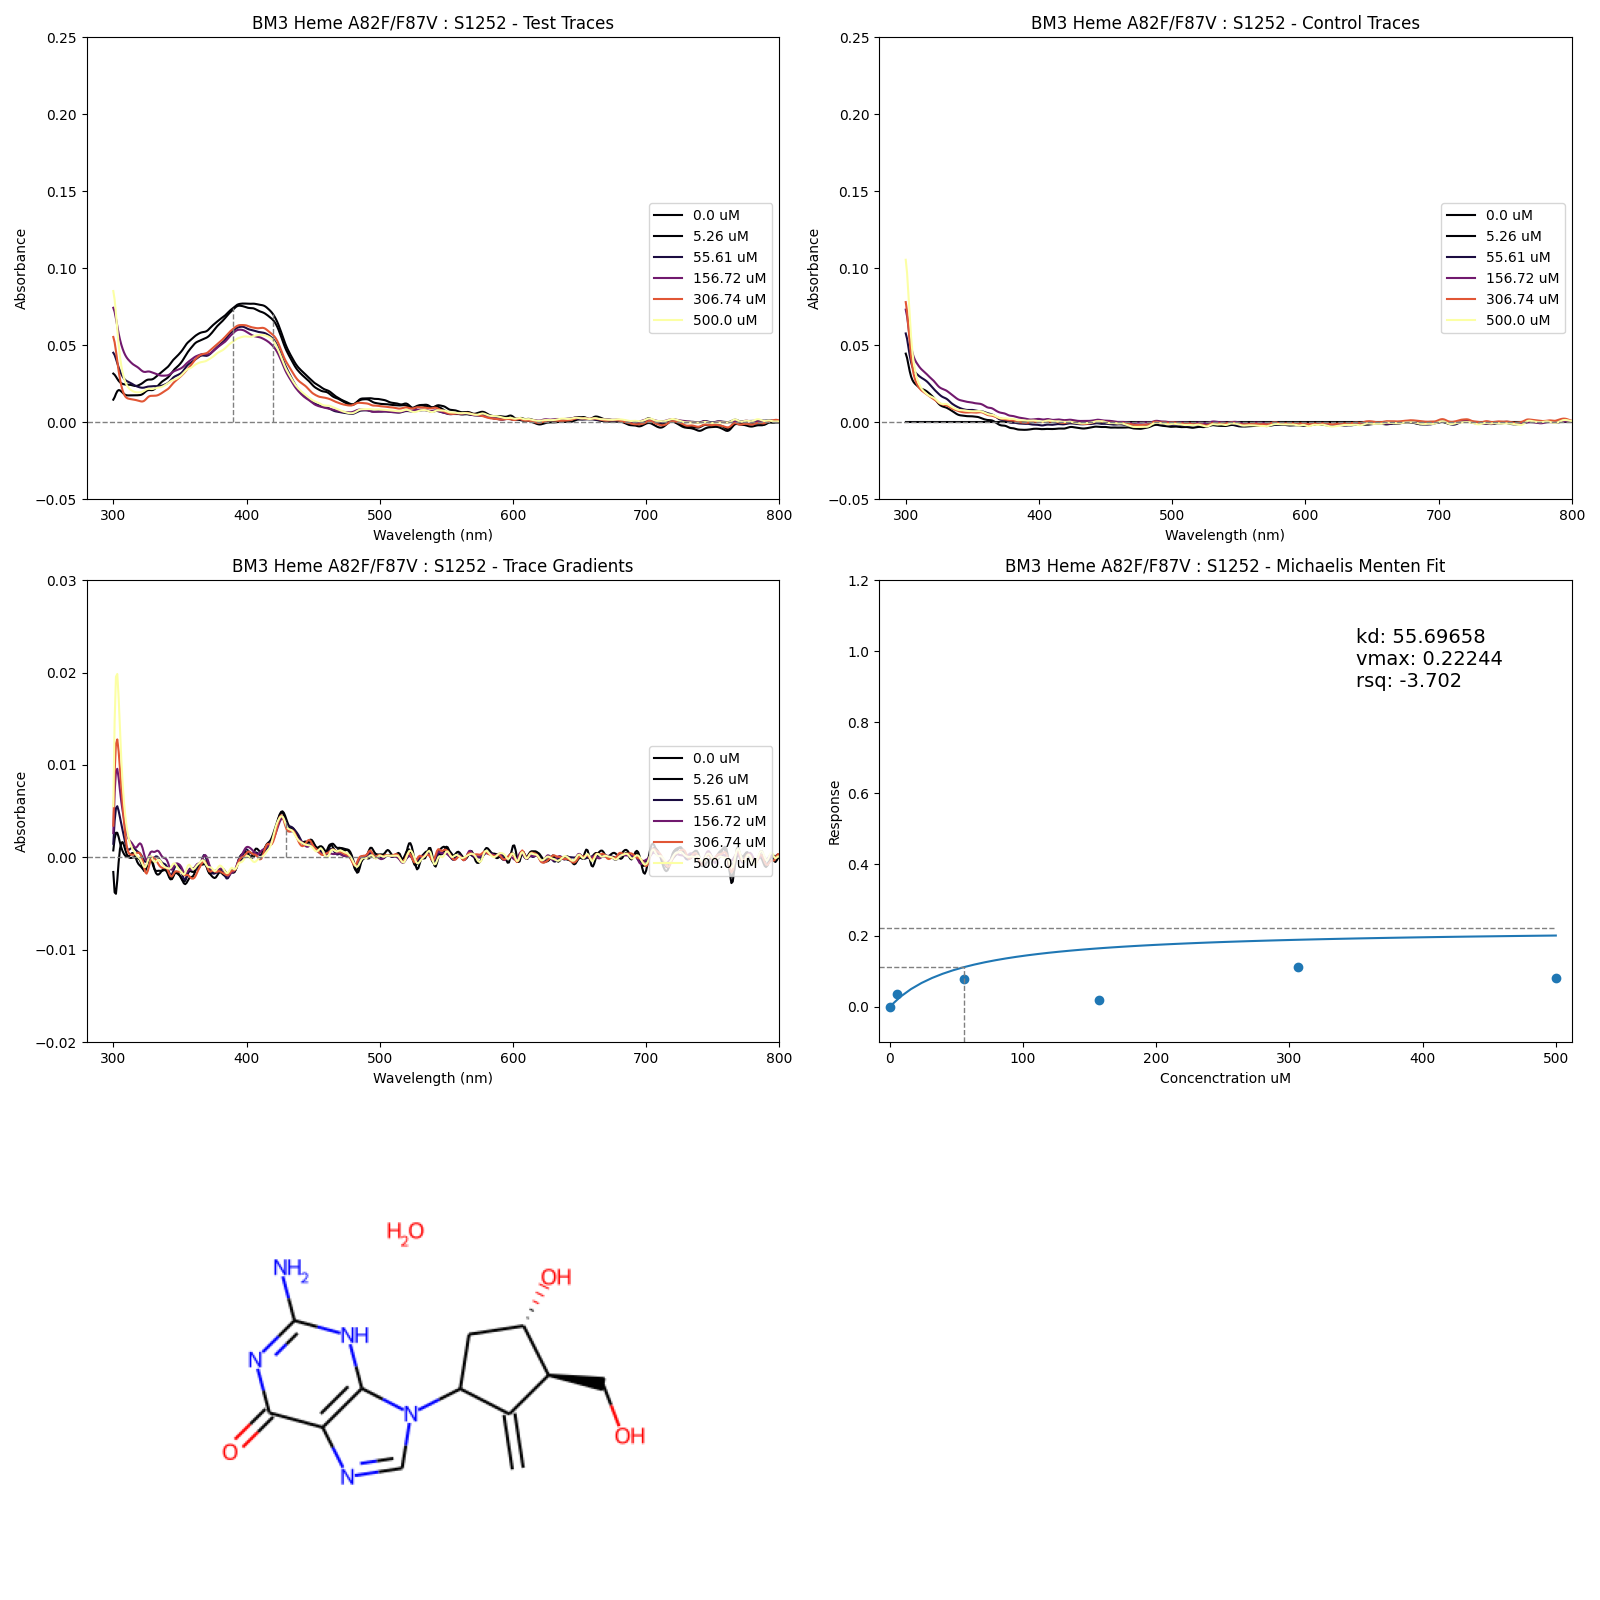 BM3 Heme A82F/F87V : S1252 - Test Traces
0.25
0.20
0.15
0.10
0.05
0.00
−0.05
Absorbance
300 400 500 600 700 800
Wavelength (nm)
0.0 uM
5.26 uM
55.61 uM
156.72 uM
306.74 uM
500.0 uM
BM3 Heme A82F/F87V : S1252 - Control Traces
0.25
0.20
0.15
0.10
0.05
0.00
−0.05
Absorbance
300 400 500 600 700 800
Wavelength (nm)
0.0 uM
5.26 uM
55.61 uM
156.72 uM
306.74 uM
500.0 uM
BM3 Heme A82F/F87V : S1252 - Trace Gradients
0.03
0.02
0.01
0.00
−0.01
−0.02
Absorbance
300 400 500 600 700 800
Wavelength (nm)
0.0 uM
5.26 uM
55.61 uM
156.72 uM
306.74 uM
500.0 uM
BM3 Heme A82F/F87V : S1252 - Michaelis Menten Fit
1.2
1.0
0.8
0.6
0.4
0.2
0.0
Response
kd: 55.69658
vmax: 0.22244
rsq: -3.702
0 100 200 300 400 500
Concenctration uM
H2O
NH2
OH
NH
N
N
O
OH
N